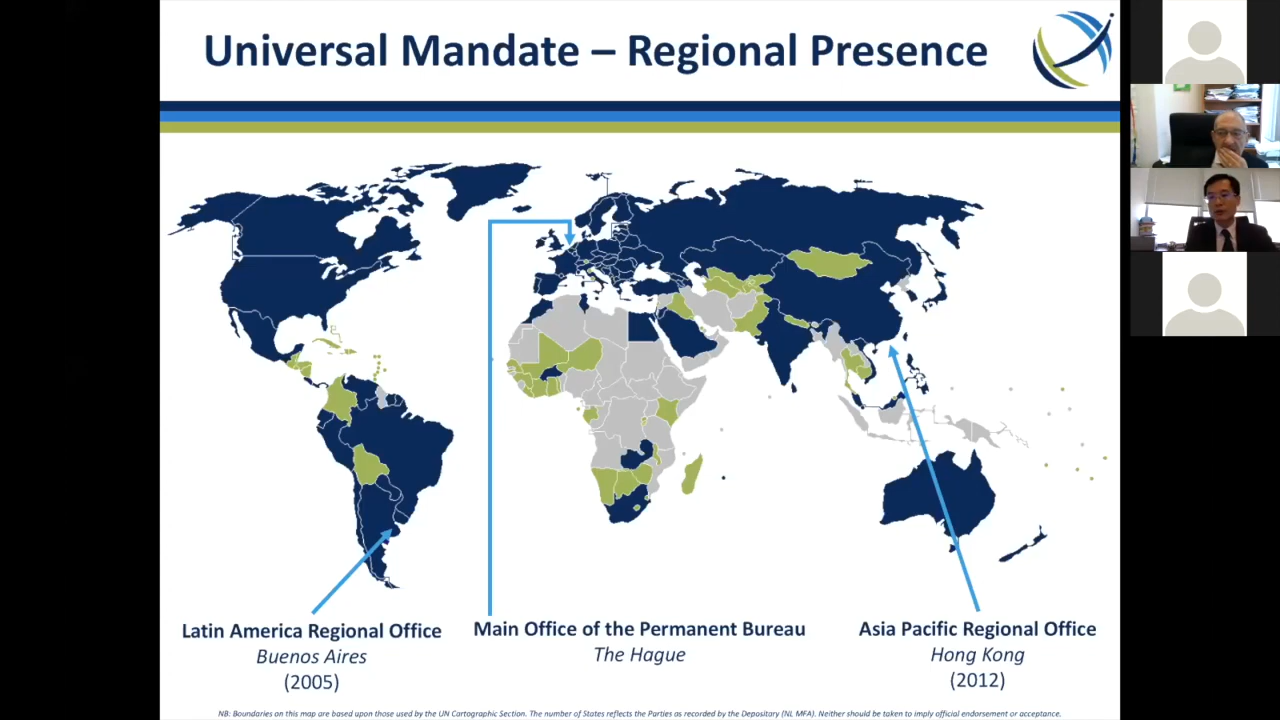 Universal Mandate – Regional Presence
Latin America Regional Office
Buenos Aires
(2005)
Main Office of the Permanent Bureau
The Hague
Asia Pacific Regional Office
Hong Kong
(2012)
NB: Boundaries on this map are based upon those used by the UN Cartographic Section. The number of States reflects the Parties as recorded by the Depositary (NL MFA). Neither should be taken to imply official endorsement or acceptance.